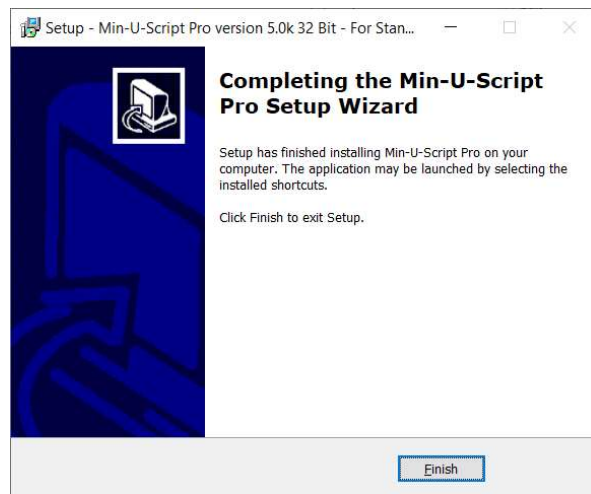 Setup - Min-U-Script Pro version 5.0k 32 Bit - For Stan...
Completing the Min-U-Script
Pro Setup Wizard
Setup has finished installing Min-U-Script Pro on your
computer. The application may be launched by selecting the
installed shortcuts.
Click Finish to exit Setup.
Finish